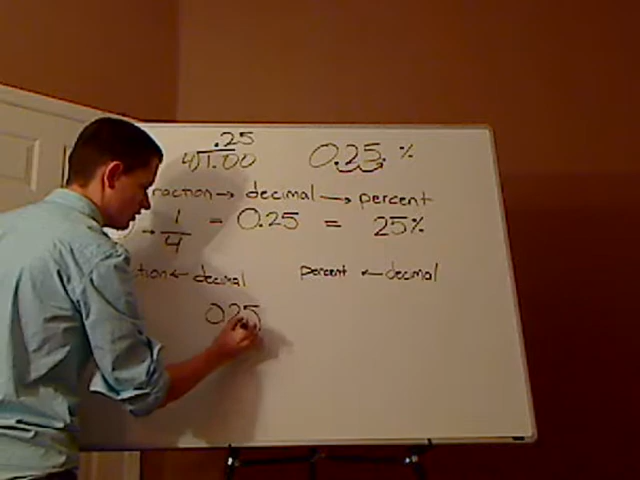 .25
4)1.00
0.25. %
raction → decimal → percent
→ 1/4 = 0.25 = 25%
ction ← decimal
percent ← decimal
0.25